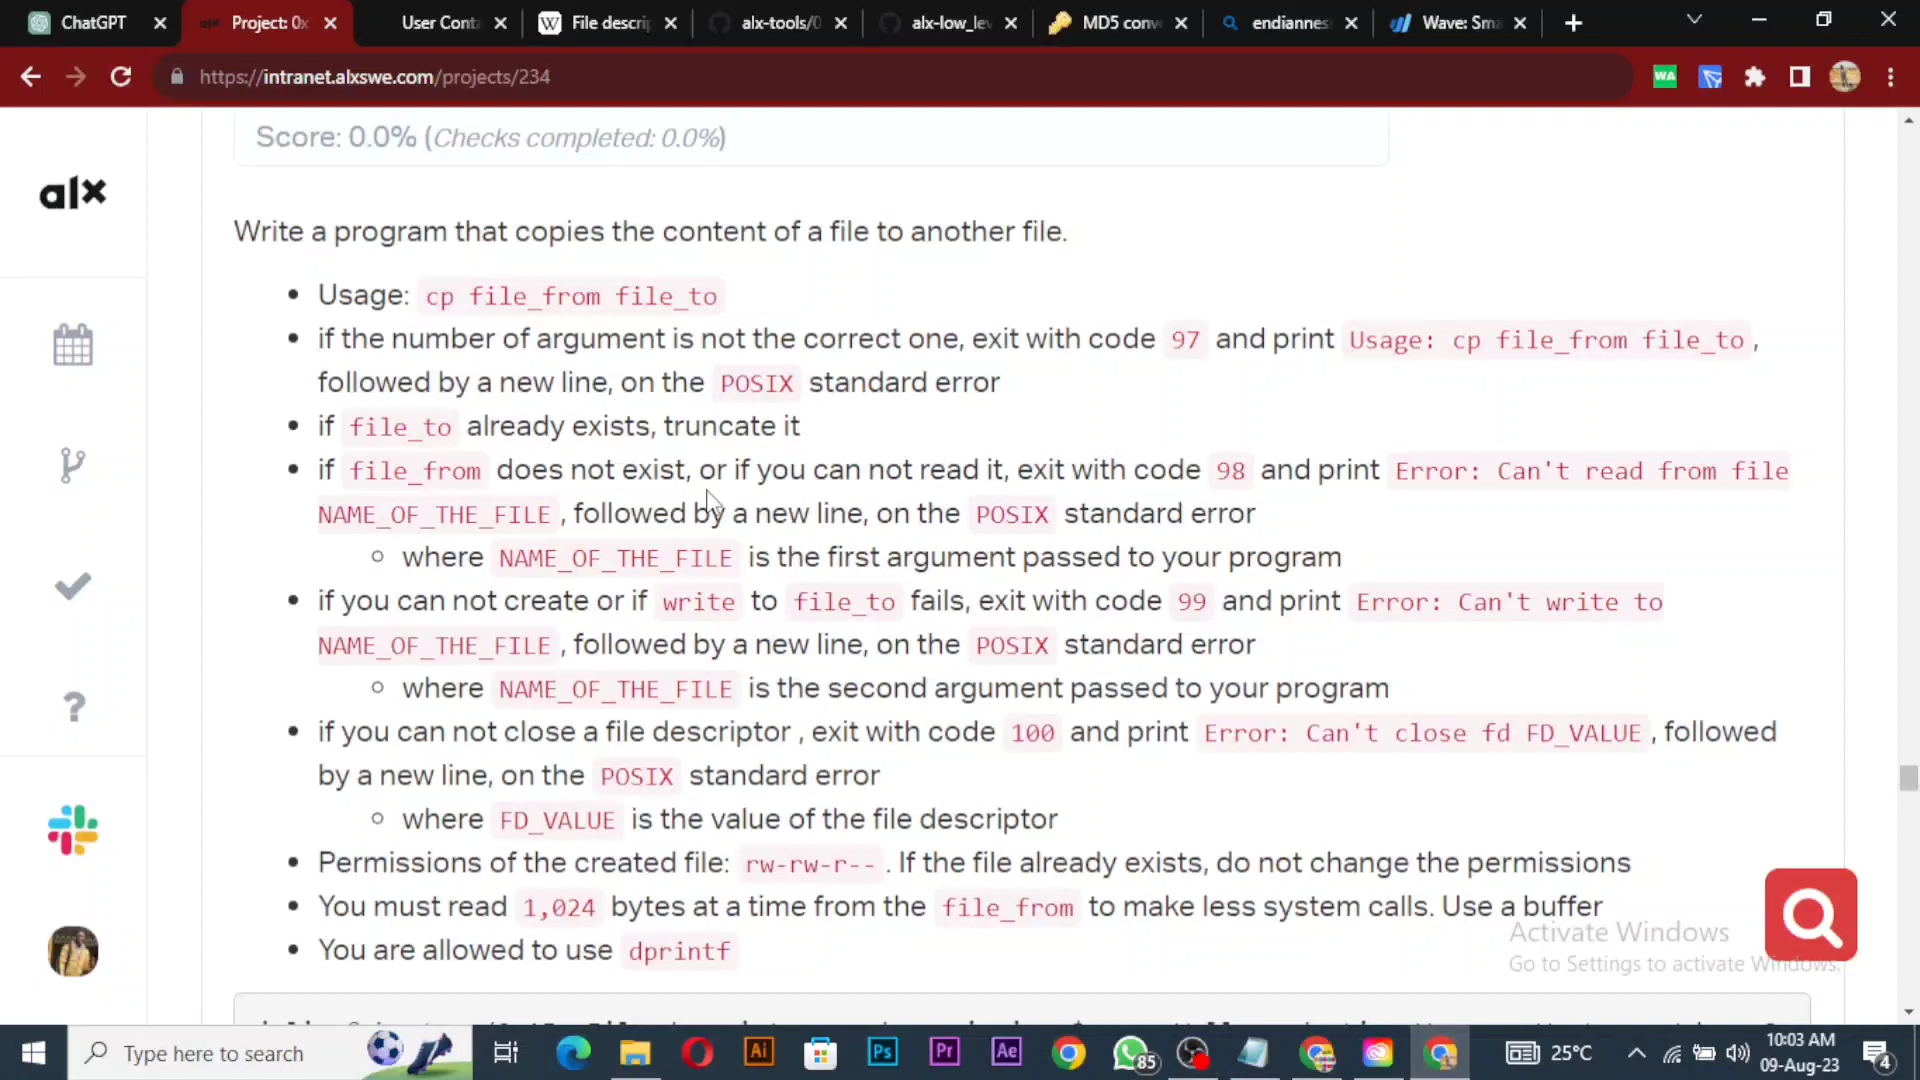 ChatGPT
Project: 0x
User Conta
File descrip
alx-tools/0
alx-low_lev
MD5 conve
endianness
Wave: Sma
https://intranet.alxswe.com/projects/234
WA
alx
Score: 0.0% (Checks completed: 0.0%)
Write a program that copies the content of a file to another file.
Usage: cp file_from file_to
if the number of argument is not the correct one, exit with code 97 and print Usage: cp file_from file_to,
followed by a new line, on the POSIX standard error
if file_to already exists, truncate it
if file_from does not exist, or if you can not read it, exit with code 98 and print Error: Can't read from file
NAME_OF_THE_FILE, followed by a new line, on the POSIX standard error
where NAME_OF_THE_FILE is the first argument passed to your program
if you can not create or if write to file_to fails, exit with code 99 and print Error: Can't write to
NAME_OF_THE_FILE, followed by a new line, on the POSIX standard error
where NAME_OF_THE_FILE is the second argument passed to your program
if you can not close a file descriptor , exit with code 100 and print Error: Can't close fd FD_VALUE, followed
by a new line, on the POSIX standard error
where FD_VALUE is the value of the file descriptor
Permissions of the created file: rw-rw-r--. If the file already exists, do not change the permissions
You must read 1,024 bytes at a time from the file_from to make less system calls. Use a buffer
You are allowed to use dprintf
Activate Windows
Go to Settings to activate Windows.
Type here to search
Ai
Ps
Pr
Ae
85
25°C
10:03 AM
09-Aug-23
4